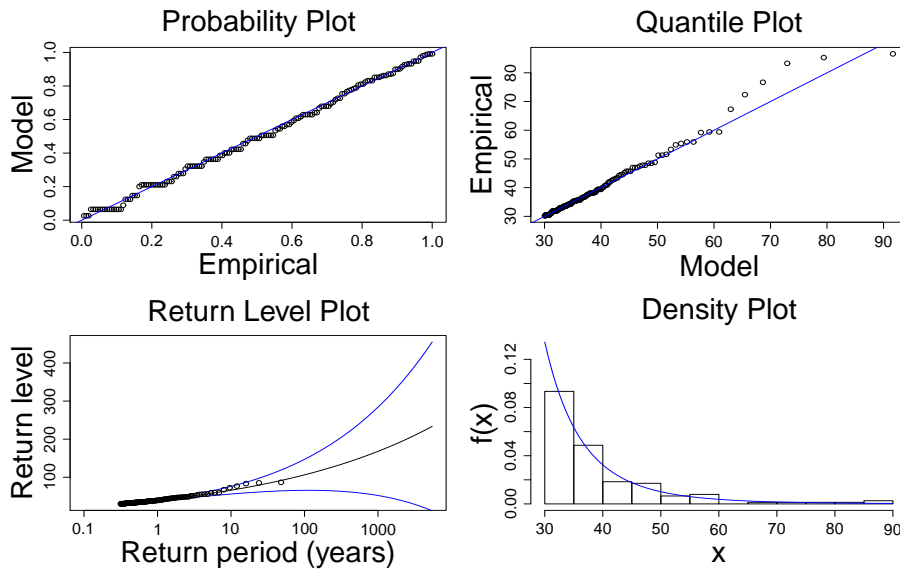 Probability Plot
Model
0.0 0.2 0.4 0.6 0.8 1.0
0.0 0.2 0.4 0.6 0.8 1.0
Empirical
Quantile Plot
Empirical
30 40 50 60 70 80
30 40 50 60 70 80 90
Model
Return Level Plot
Return level
100 200 300 400
0.1 1 10 100 1000
Return period (years)
Density Plot
f(x)
0.00 0.04 0.08 0.12
30 40 50 60 70 80 90
x